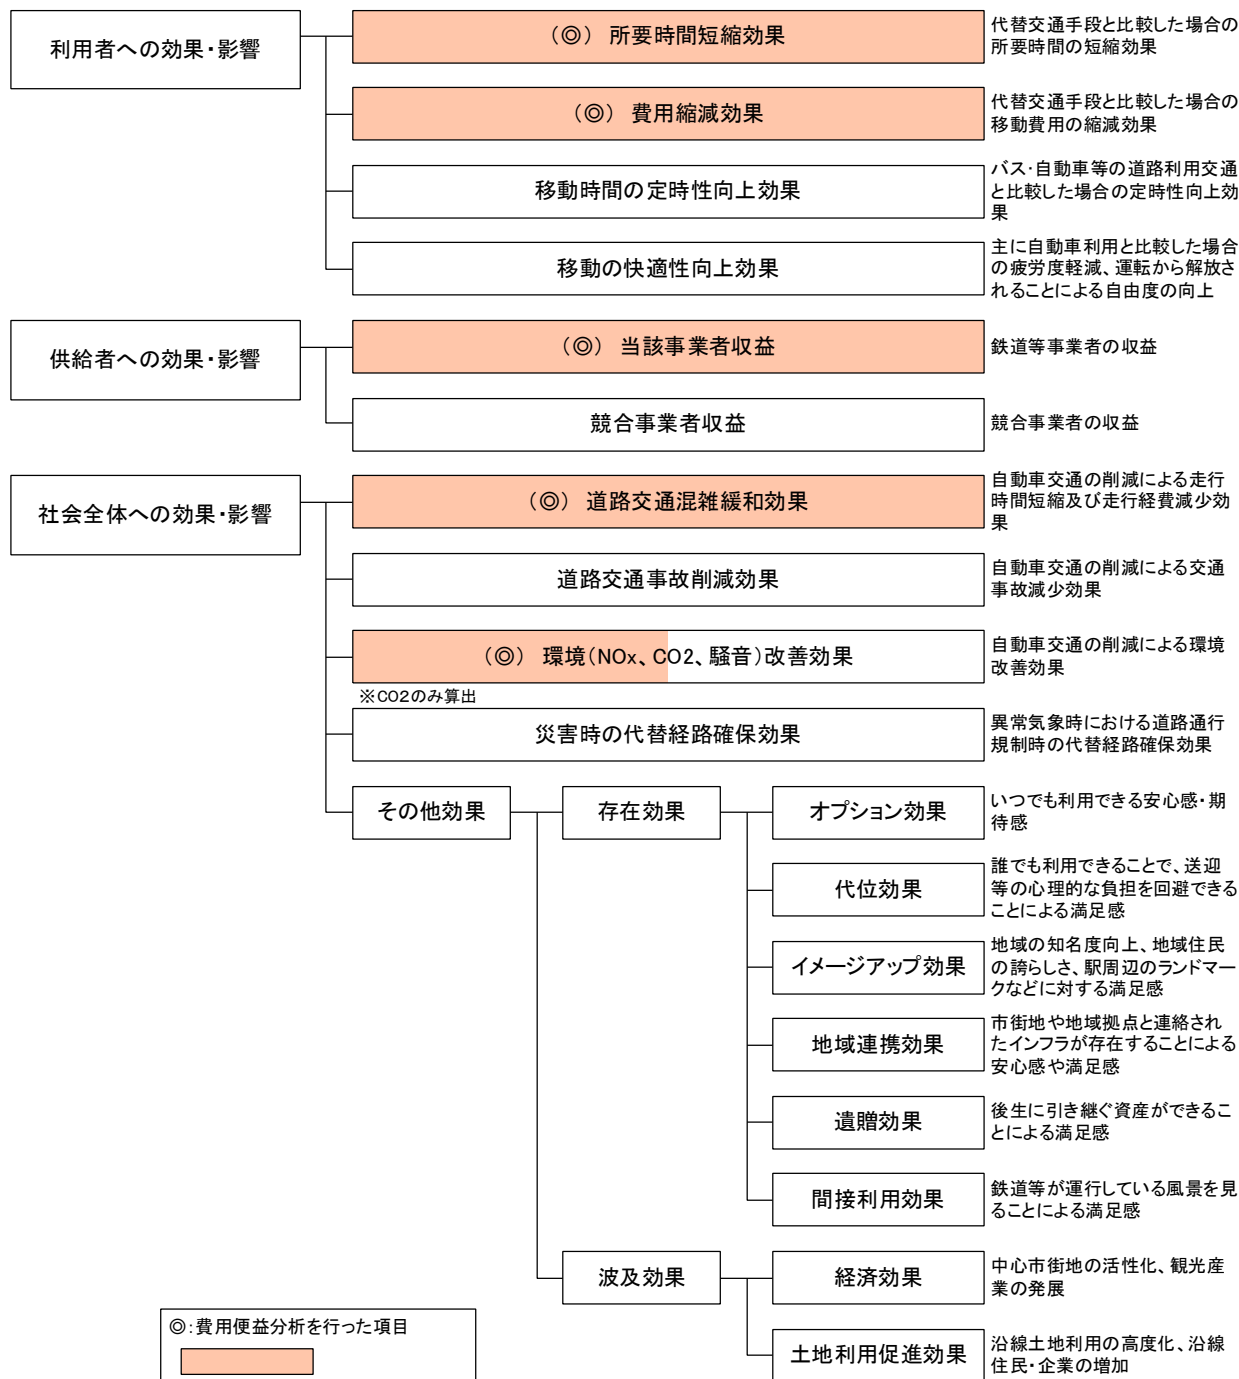 利用者への効果・影響
（◎） 所要時間短縮効果
代替交通手段と比較した場合の
所要時間の短縮効果
（◎） 費用縮減効果
代替交通手段と比較した場合の
移動費用の縮減効果
移動時間の定時性向上効果
バス・自動車等の道路利用交通
と比較した場合の定時性向上効
果
移動の快適性向上効果
主に自動車利用と比較した場合
の疲労度軽減、運転から解放さ
れることによる自由度の向上
供給者への効果・影響
（◎） 当該事業者収益
鉄道等事業者の収益
競合事業者収益
競合事業者の収益
社会全体への効果・影響
（◎） 道路交通混雑緩和効果
自動車交通の削減による走行
時間短縮及び走行経費減少効
果
道路交通事故削減効果
自動車交通の削減による交通
事故減少効果
（◎） 環境（NOx、CO2、騒音）改善効果
自動車交通の削減による環境
改善効果
※CO2のみ算出
災害時の代替経路確保効果
異常気象時における道路通行
規制時の代替経路確保効果
その他効果
存在効果
オプション効果
いつでも利用できる安心感・期
待感
代位効果
誰でも利用できることで、送迎
等の心理的な負担を回避できる
ことによる満足感
イメージアップ効果
地域の知名度向上、地域住民
の誇らしさ、駅周辺のランドマー
クなどに対する満足感
地域連携効果
市街地や地域拠点と連絡され
たインフラが存在することによる
安心感や満足感
遺贈効果
後生に引き継ぐ資産ができるこ
とによる満足感
間接利用効果
鉄道等が運行している風景を見
ることによる満足感
波及効果
経済効果
中心市街地の活性化、観光産
業の発展
土地利用促進効果
沿線土地利用の高度化、沿線
住民・企業の増加
◎：費用便益分析を行った項目